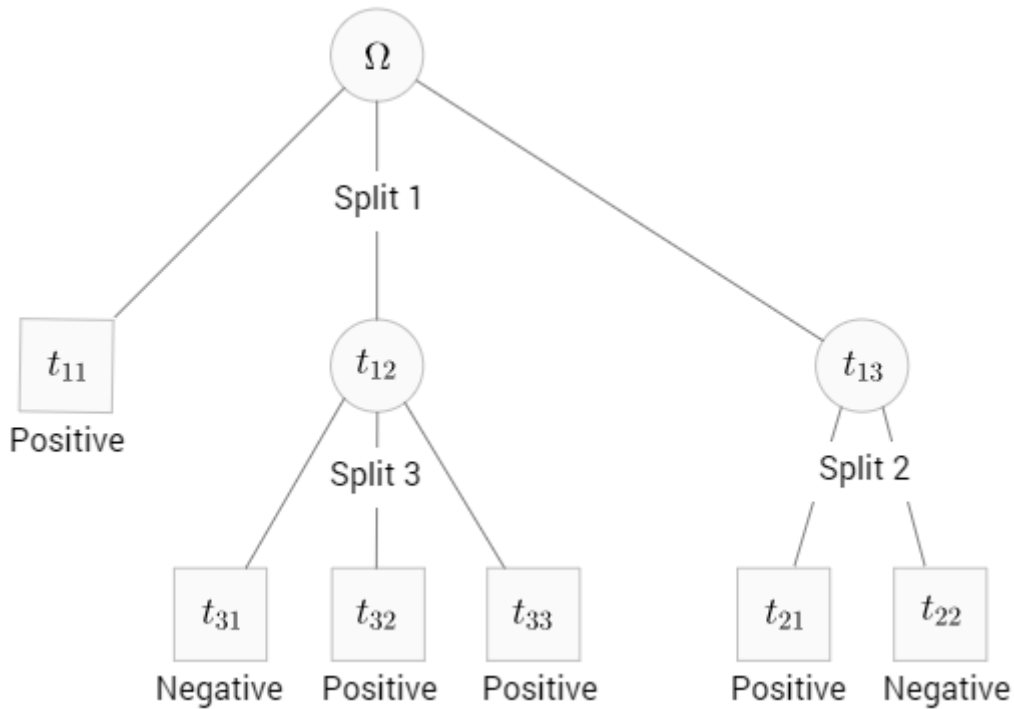 Ω
Split 1
t₁₁ t₁₂ t₁₃
Positive
Split 3 Split 2
t₃₁ t₃₂ t₃₃ t₂₁ t₂₂
Negative Positive Positive Positive Negative